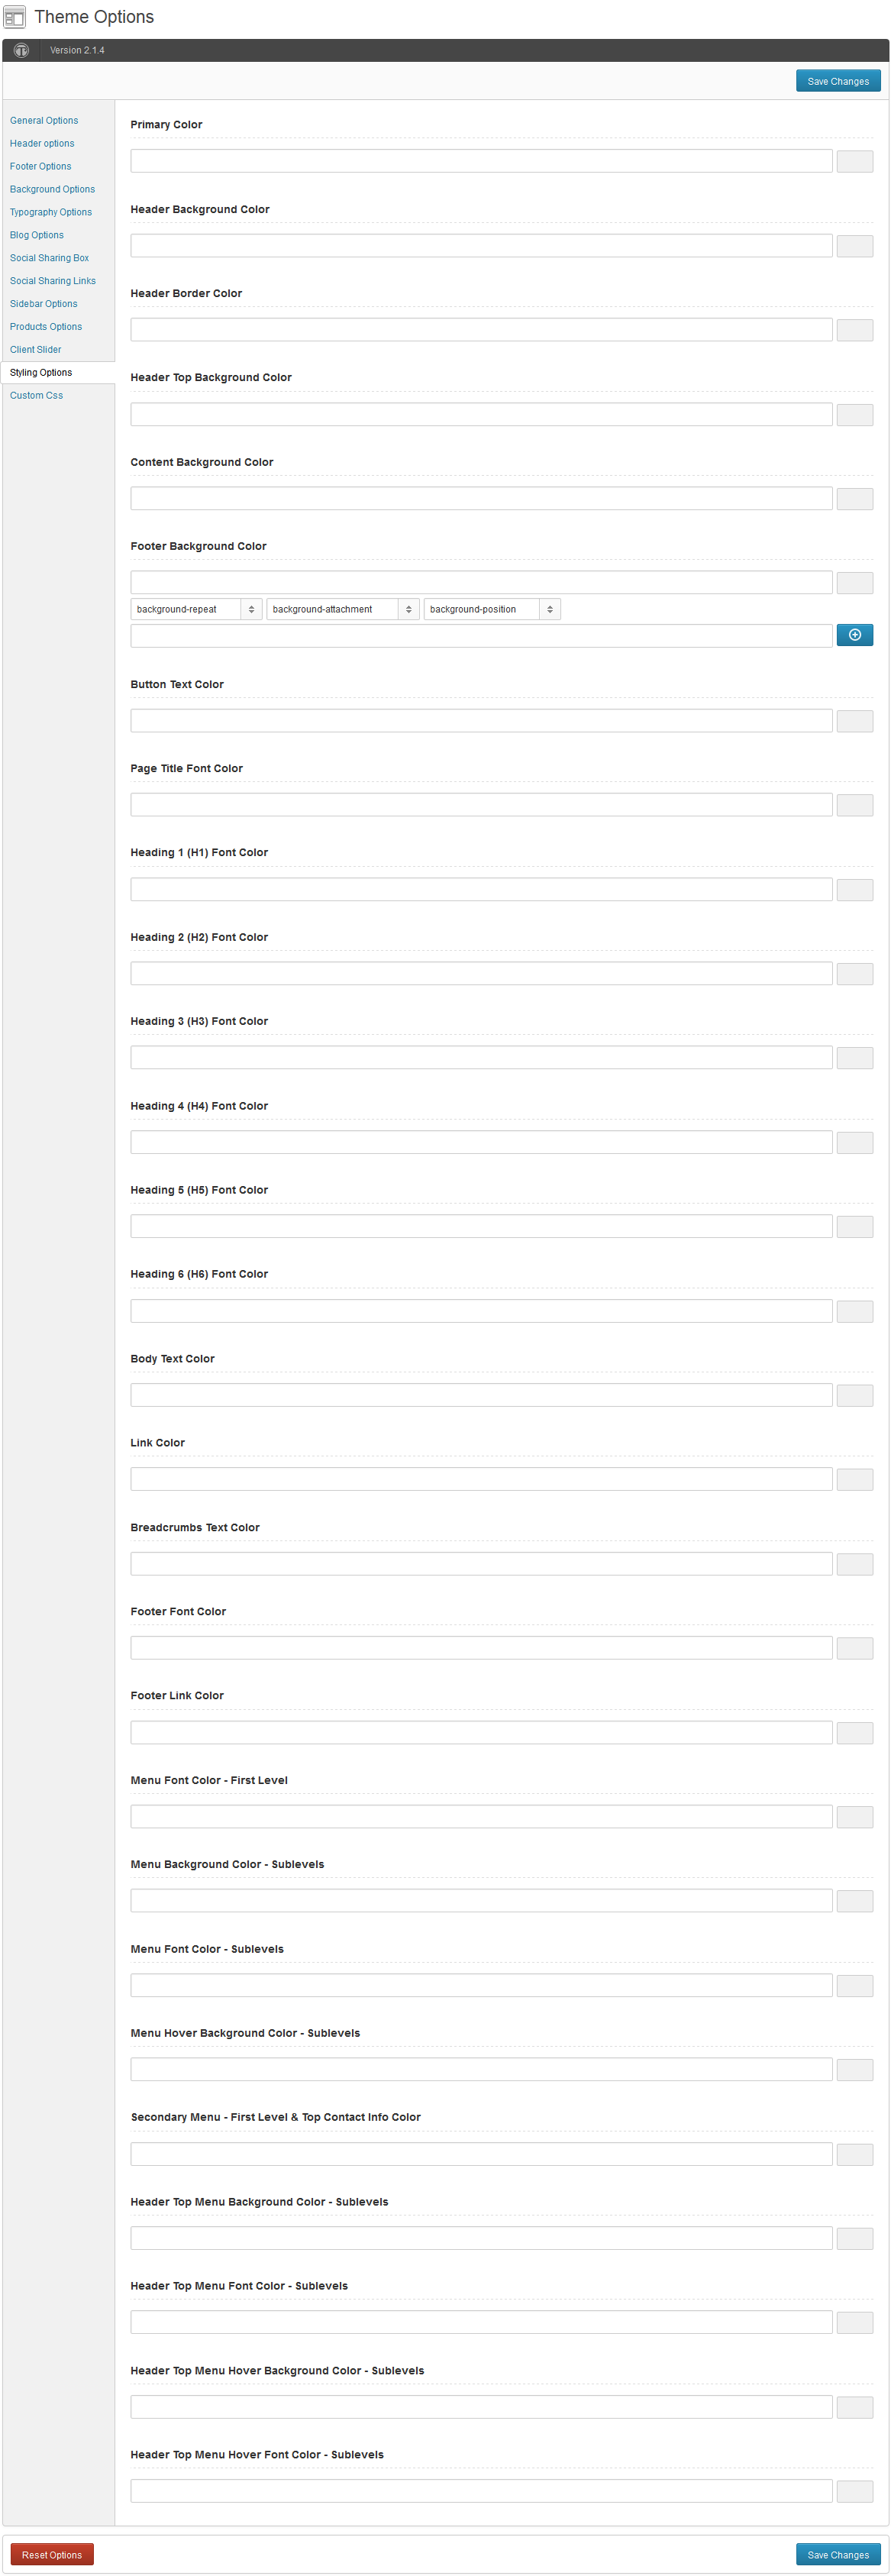 Theme Options
Version 2.1.4
Save Changes
General Options
Header options
Footer Options
Background Options
Typography Options
Blog Options
Social Sharing Box
Social Sharing Links
Sidebar Options
Products Options
Client Slider
Styling Options
Custom Css
Primary Color
Header Background Color
Header Border Color
Header Top Background Color
Content Background Color
Footer Background Color
background-repeat background-attachment background-position
Button Text Color
Page Title Font Color
Heading 1 (H1) Font Color
Heading 2 (H2) Font Color
Heading 3 (H3) Font Color
Heading 4 (H4) Font Color
Heading 5 (H5) Font Color
Heading 6 (H6) Font Color
Body Text Color
Link Color
Breadcrumbs Text Color
Footer Font Color
Footer Link Color
Menu Font Color - First Level
Menu Background Color - Sublevels
Menu Font Color - Sublevels
Menu Hover Background Color - Sublevels
Secondary Menu - First Level & Top Contact Info Color
Header Top Menu Background Color - Sublevels
Header Top Menu Font Color - Sublevels
Header Top Menu Hover Background Color - Sublevels
Header Top Menu Hover Font Color - Sublevels
Reset Options Save Changes